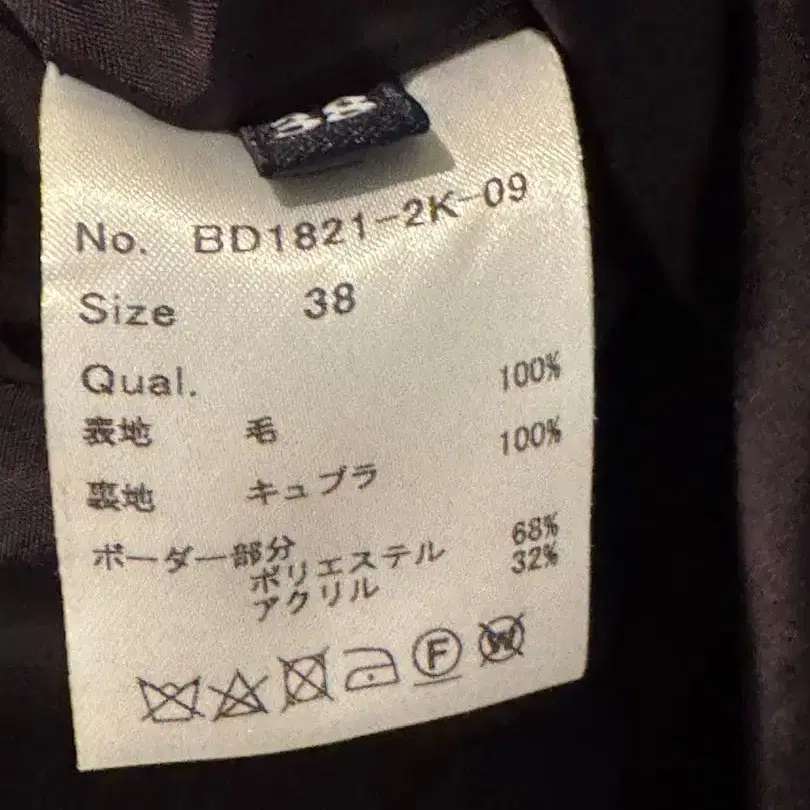 38
No. BD1821-2K-09
Size 38
Qual.
表地 毛 100%
裏地 キュプラ 100%
ボーダー部分
ポリエステル 68%
アクリル 32%
F W